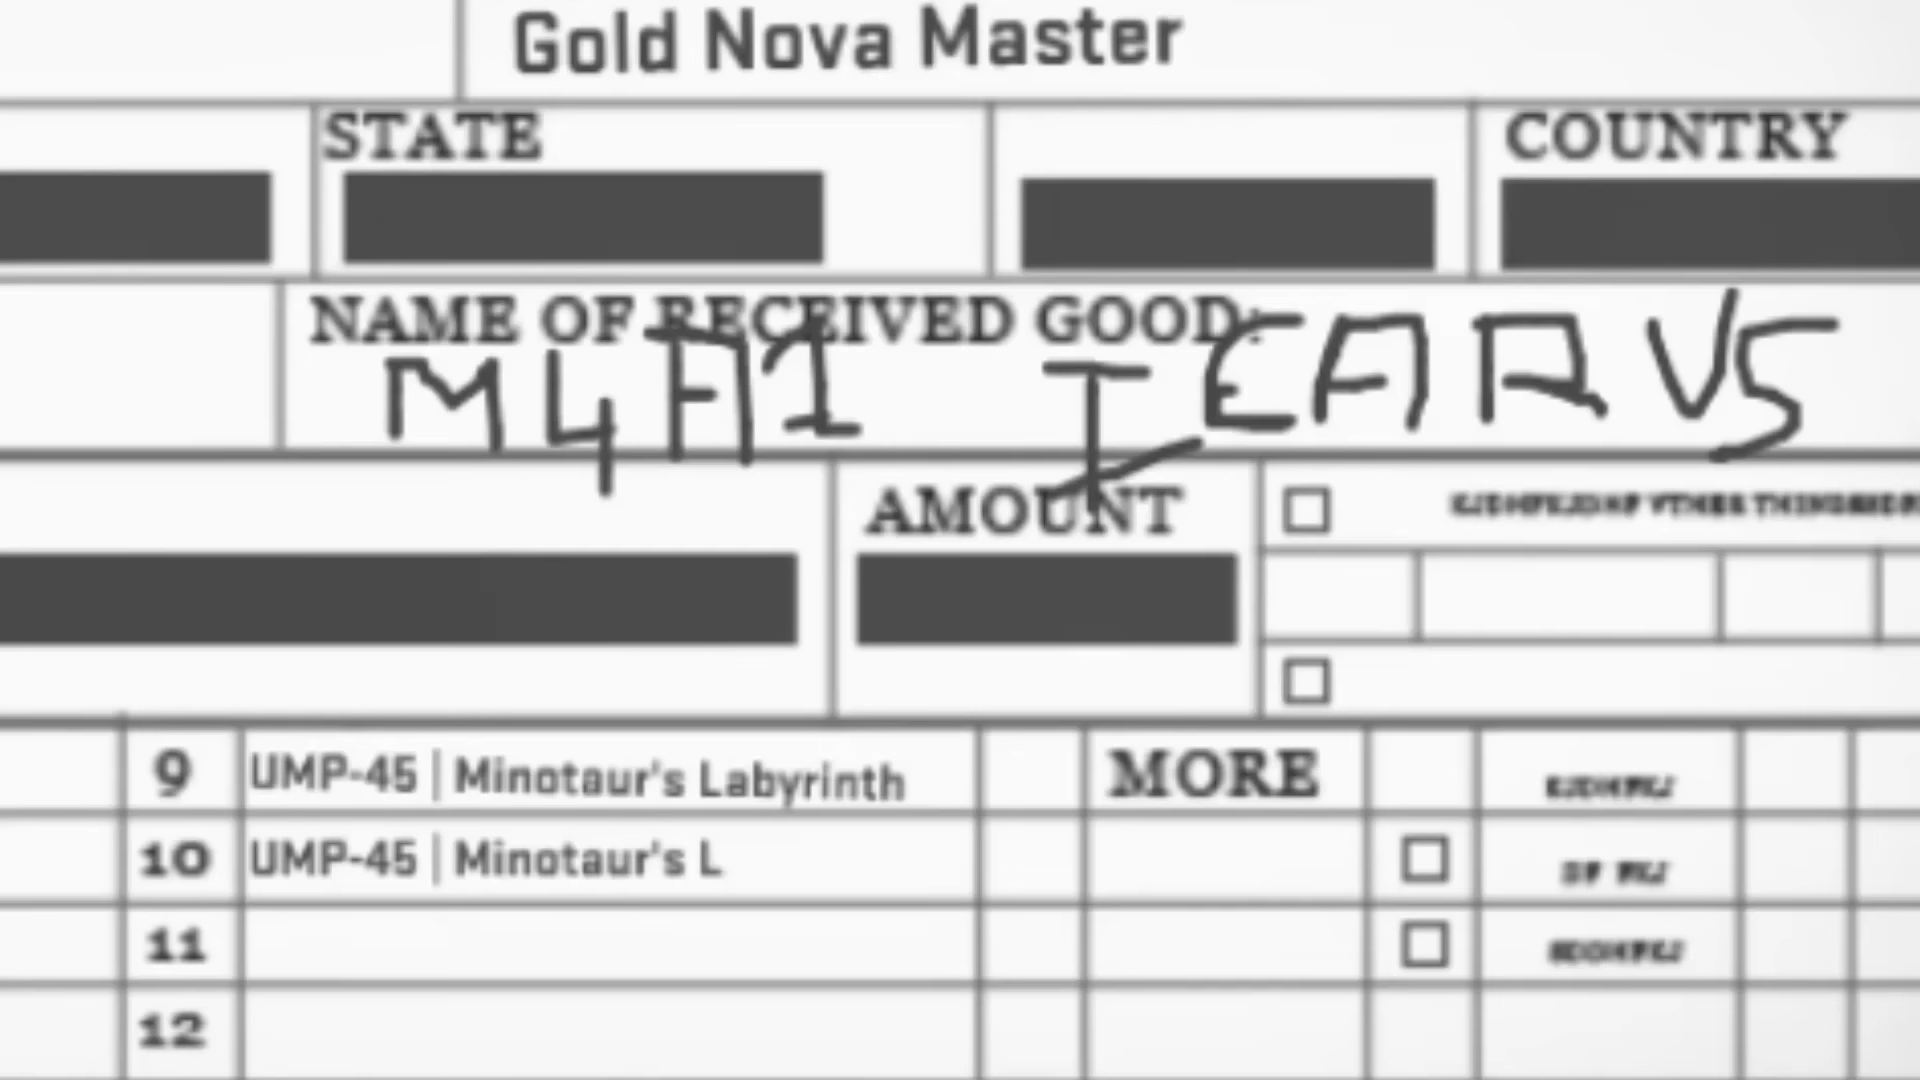 Gold Nova Master
STATE
COUNTRY
NAME OF RECEIVED GOOD:
M4A1 ICARVS
AMOUNT
9 UMP-45 | Minotaur's Labyrinth MORE
10 UMP-45 | Minotaur's L
11
12